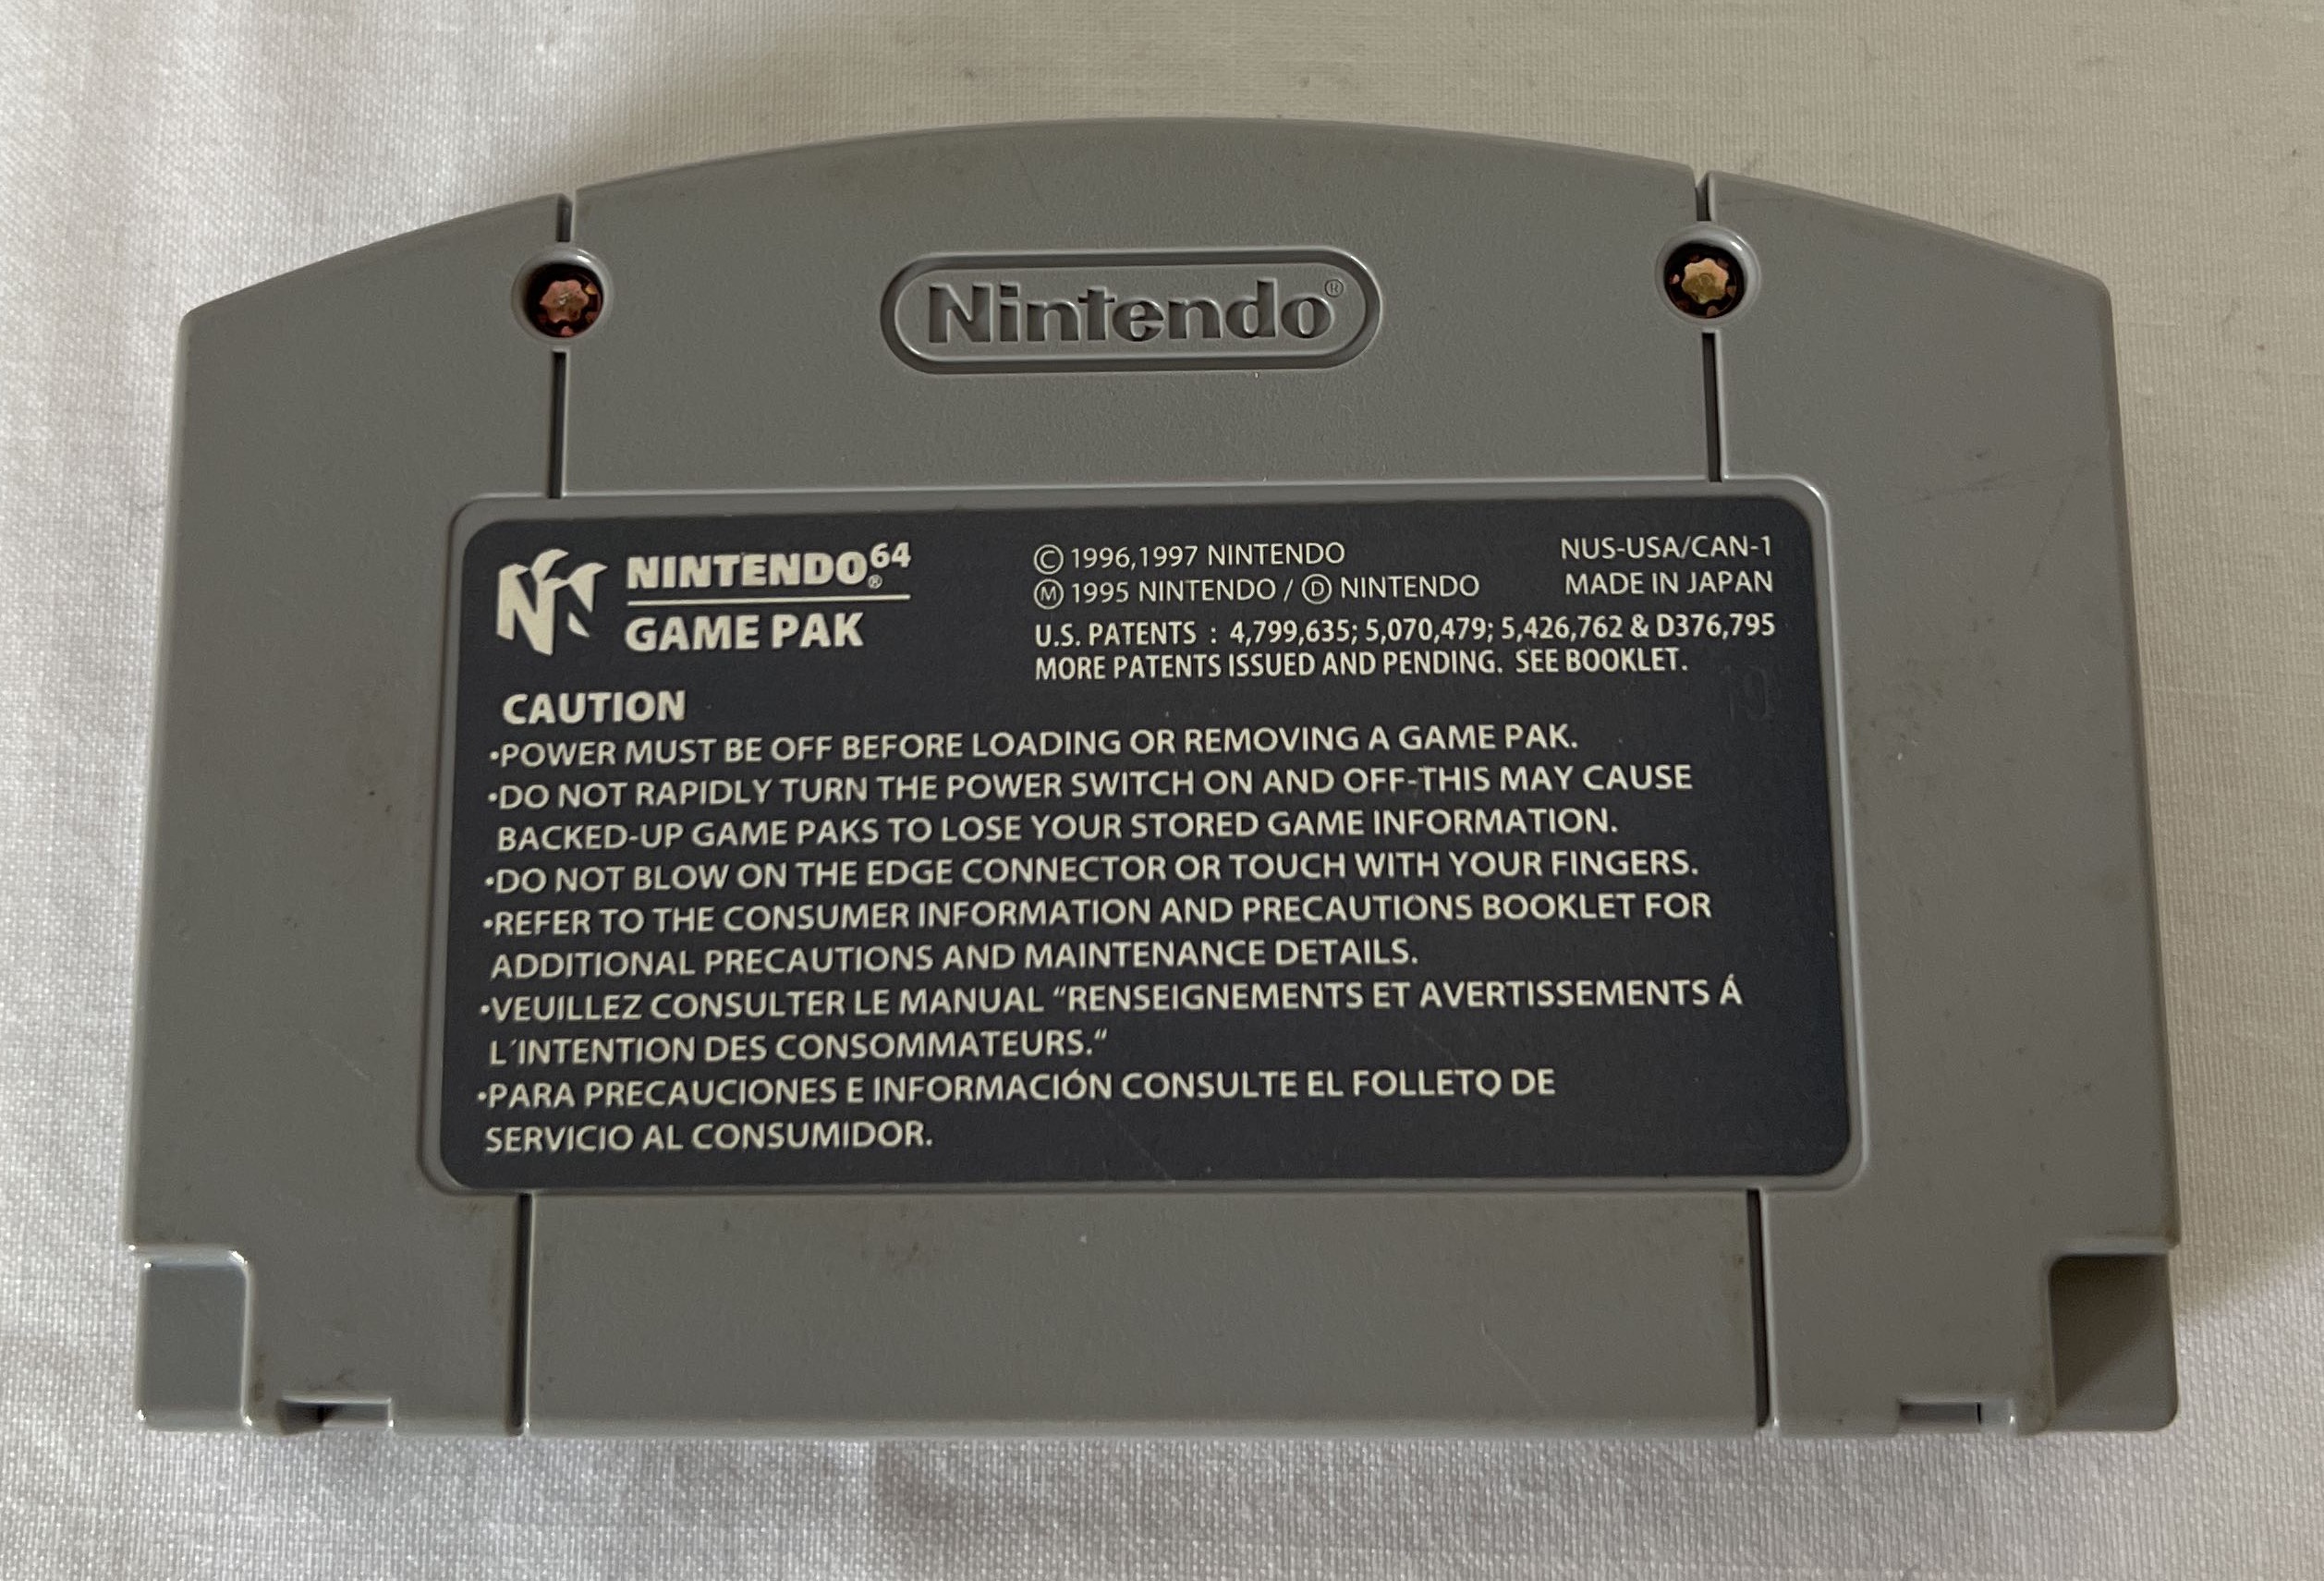 Nintendo®
NINTENDO⁶⁴®
GAME PAK
© 1996,1997 NINTENDO
Ⓜ 1995 NINTENDO / Ⓓ NINTENDO
NUS-USA/CAN-1
MADE IN JAPAN
U.S. PATENTS : 4,799,635; 5,070,479; 5,426,762 & D376,795
MORE PATENTS ISSUED AND PENDING. SEE BOOKLET.
19
CAUTION
•POWER MUST BE OFF BEFORE LOADING OR REMOVING A GAME PAK.
•DO NOT RAPIDLY TURN THE POWER SWITCH ON AND OFF-THIS MAY CAUSE
BACKED-UP GAME PAKS TO LOSE YOUR STORED GAME INFORMATION.
•DO NOT BLOW ON THE EDGE CONNECTOR OR TOUCH WITH YOUR FINGERS.
•REFER TO THE CONSUMER INFORMATION AND PRECAUTIONS BOOKLET FOR
ADDITIONAL PRECAUTIONS AND MAINTENANCE DETAILS.
•VEUILLEZ CONSULTER LE MANUAL “RENSEIGNEMENTS ET AVERTISSEMENTS Á
L´INTENTION DES CONSOMMATEURS.“
•PARA PRECAUCIONES E INFORMACIÓN CONSULTE EL FOLLETO DE
SERVICIO AL CONSUMIDOR.